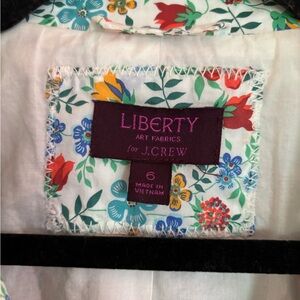 LIBERTY
ART FABRICS
for J.CREW
6
MADE IN
VIETNAM